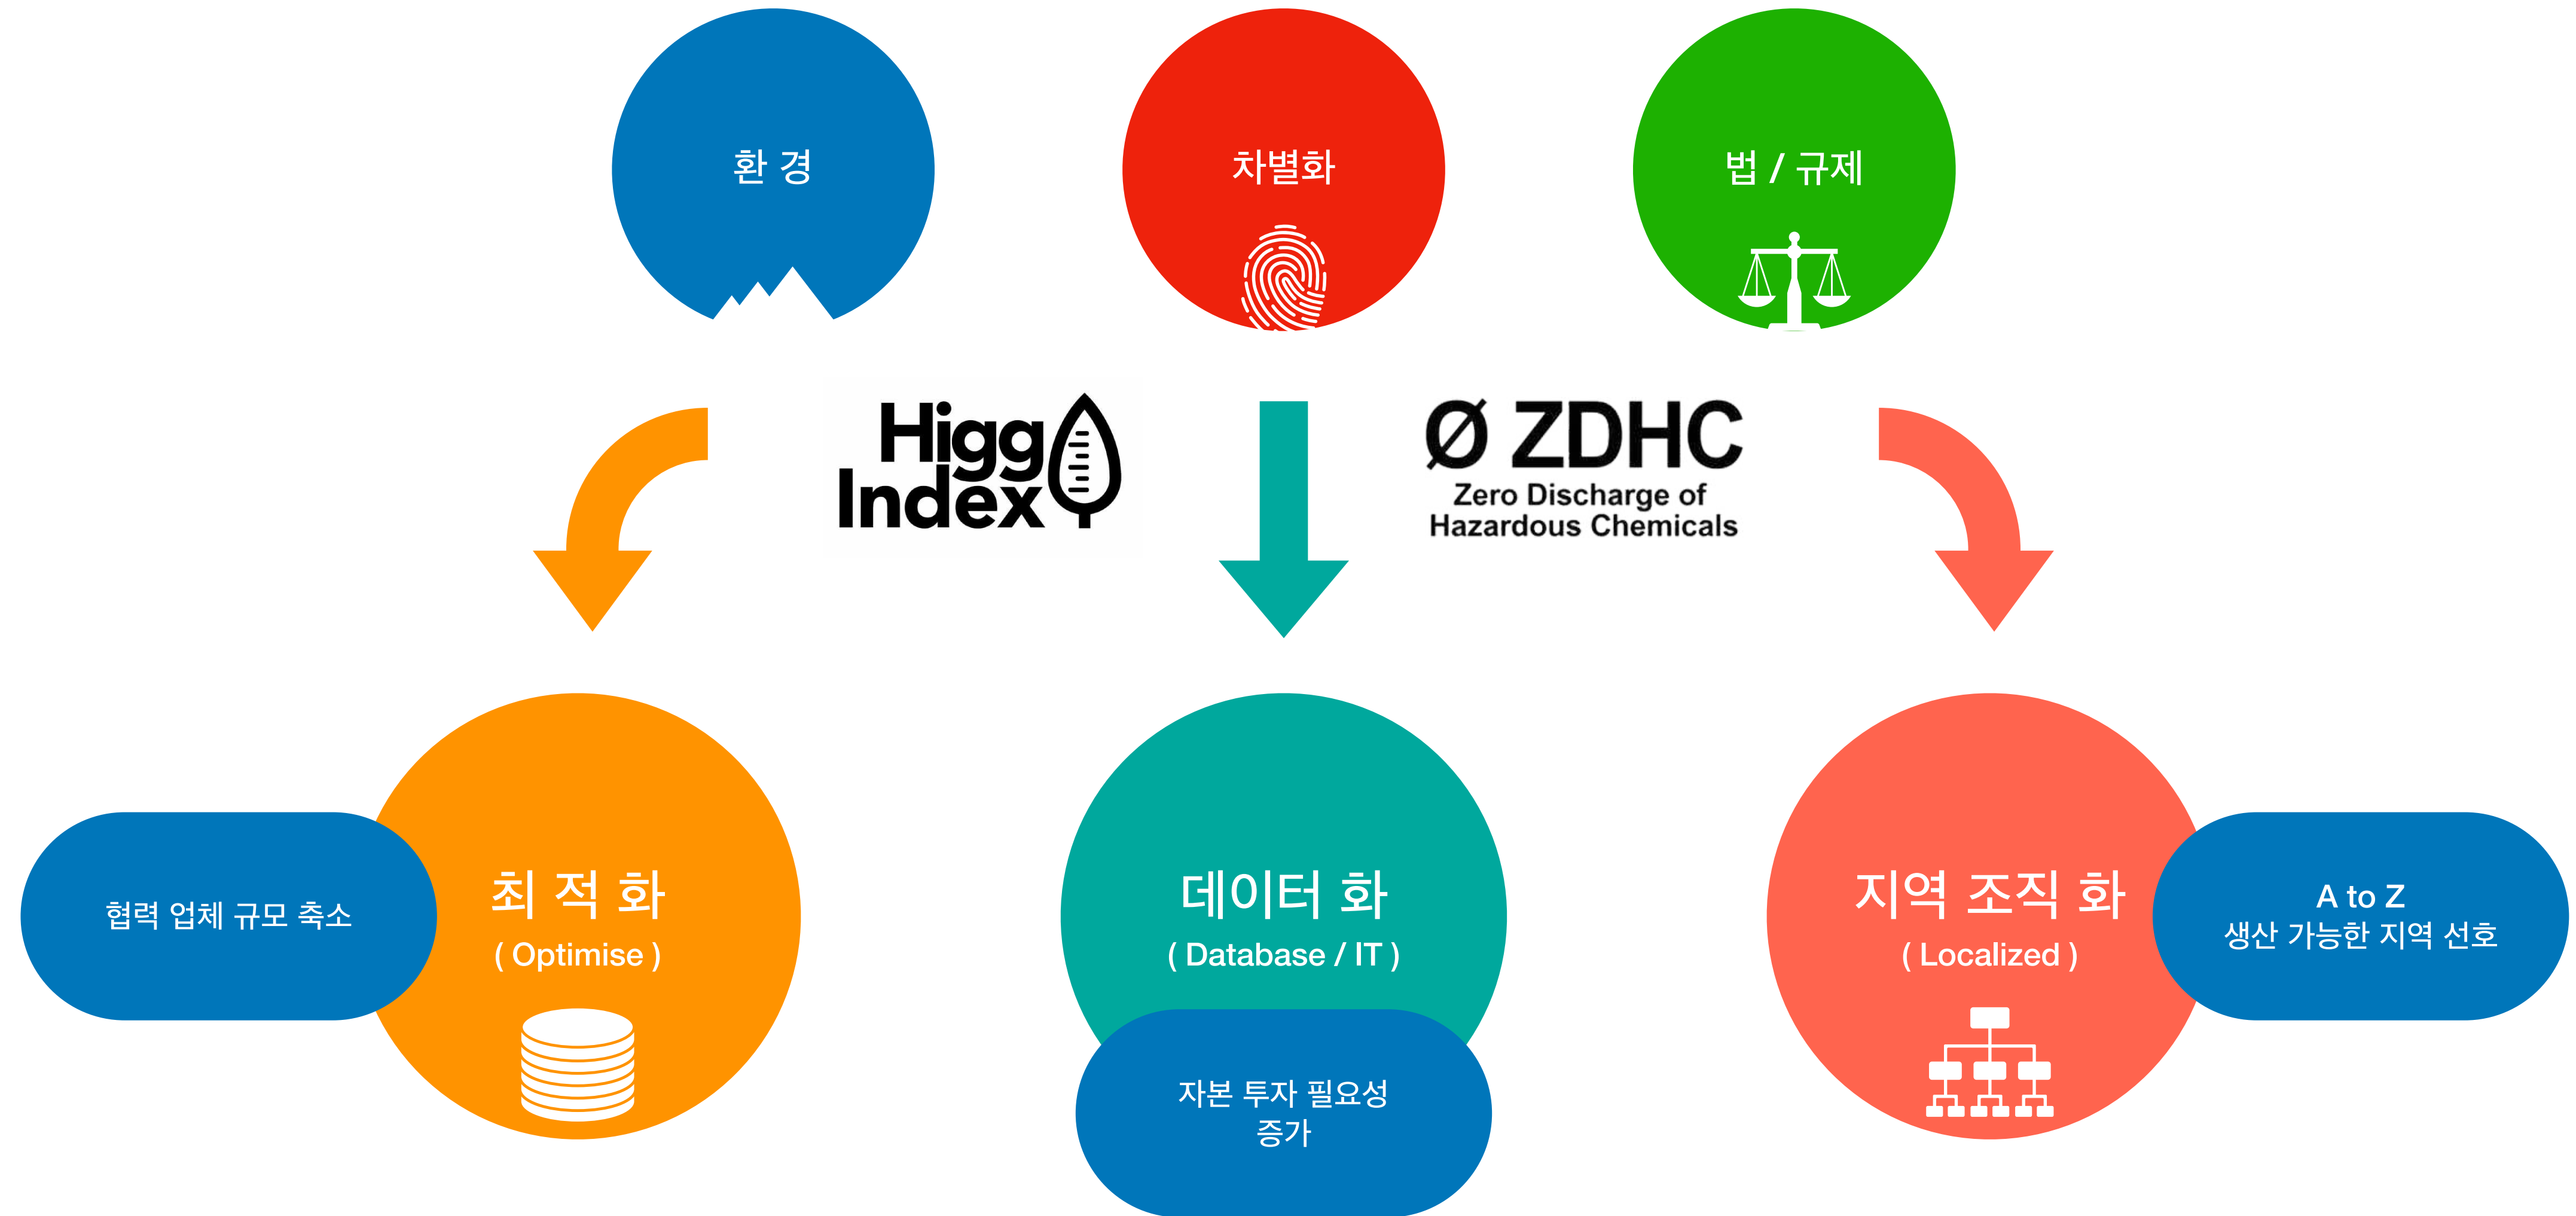 환 경
차별화
법 / 규제
Higg
Index
Ø ZDHC
Zero Discharge of
Hazardous Chemicals
협력 업체 규모 축소
최 적 화
( Optimise )
데이터 화
( Database / IT )
자본 투자 필요성
증가
지역 조직 화
( Localized )
A to Z
생산 가능한 지역 선호